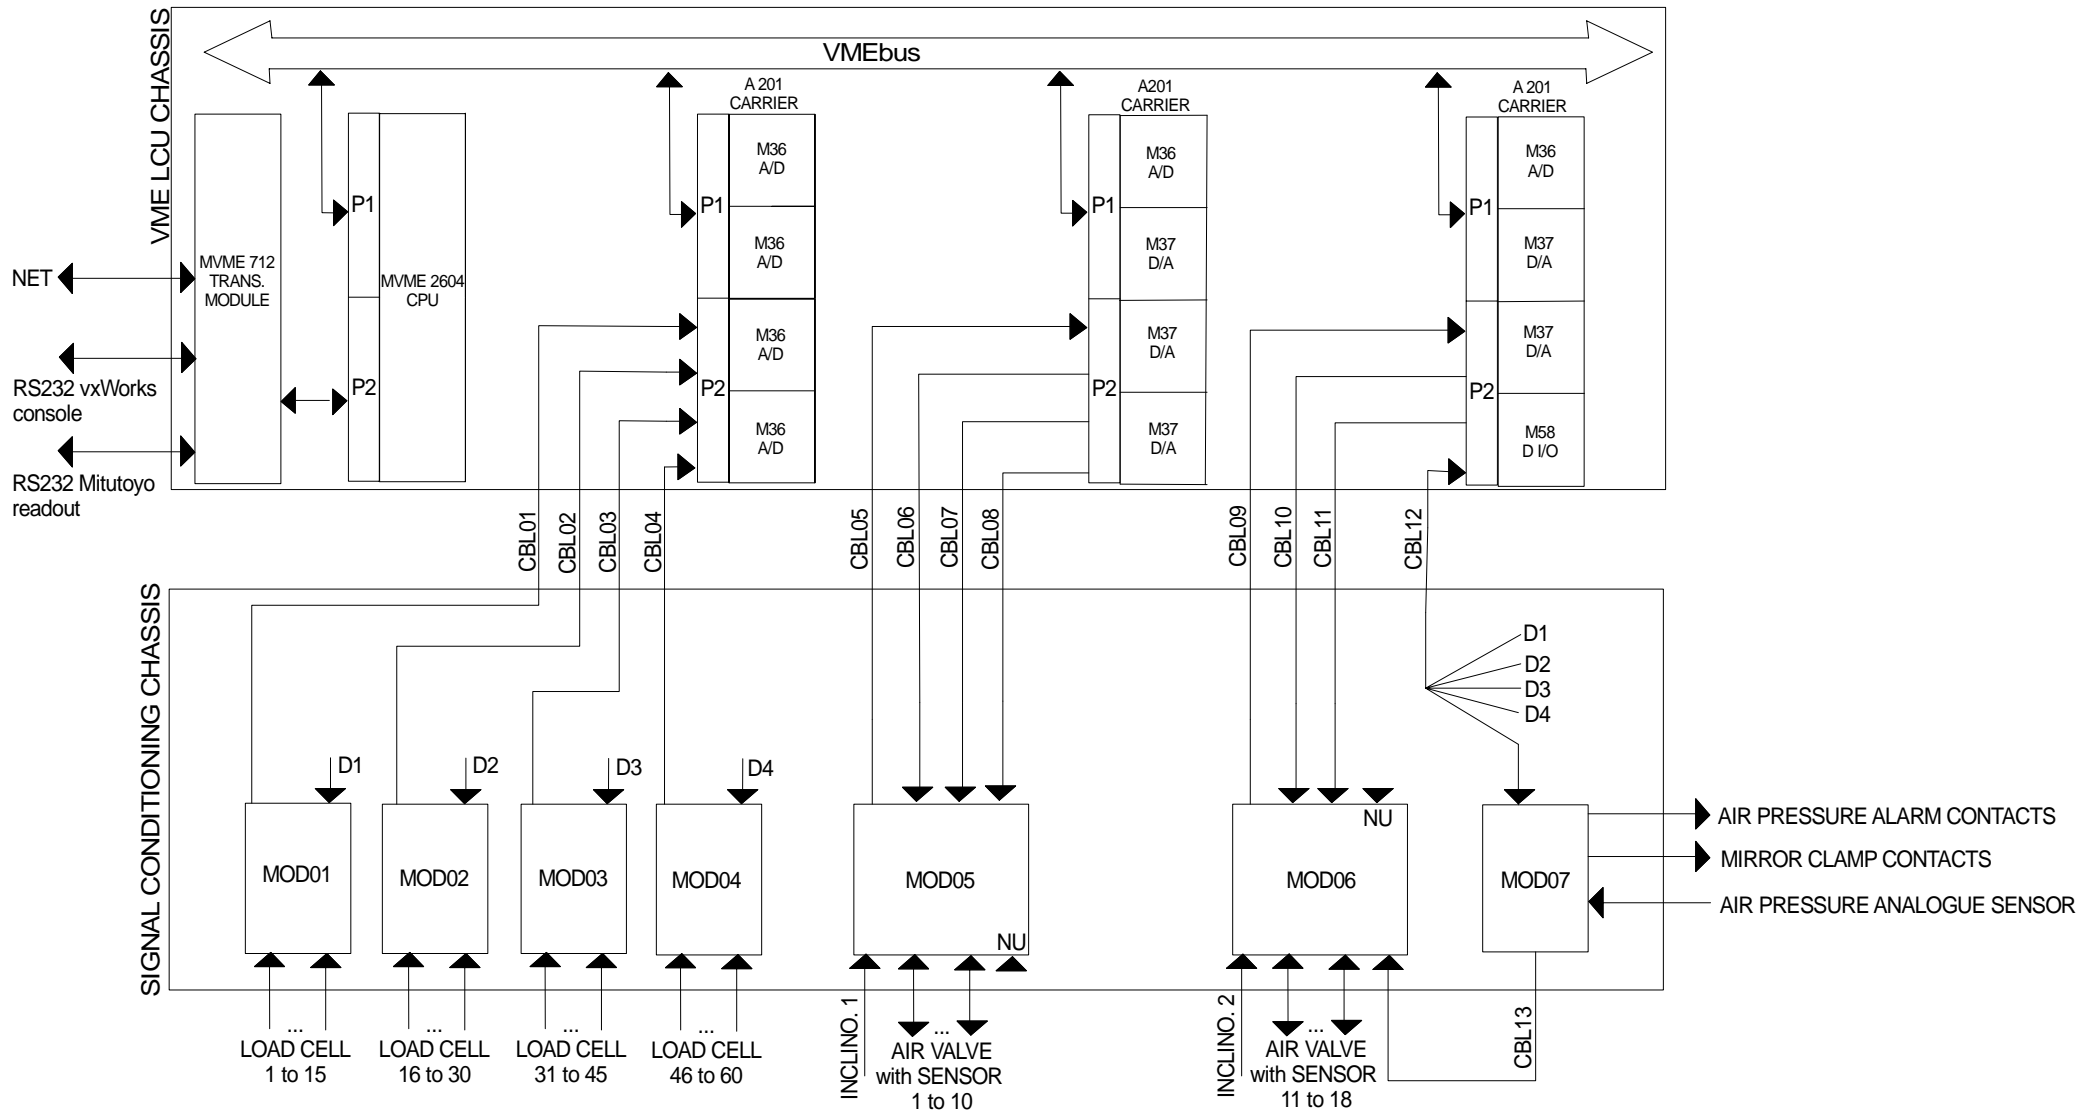 VME LCU CHASSIS
VMEbus
A 201
CARRIER
A201
CARRIER
A 201
CARRIER
MVME 712
TRANS.
MODULE
P1
P2
MVME 2604
CPU
P1
P2
M36
A/D
M36
A/D
M36
A/D
M36
A/D
P1
P2
M36
A/D
M37
D/A
M37
D/A
M37
D/A
P1
P2
M36
A/D
M37
D/A
M37
D/A
M58
D I/O
NET
RS232 vxWorks
console
RS232 Mitutoyo
readout
CBL01
CBL02
CBL03
CBL04
CBL05
CBL06
CBL07
CBL08
CBL09
CBL10
CBL11
CBL12
SIGNAL CONDITIONING CHASSIS
D1
D2
D3
D4
D1
D2
D3
D4
MOD01
MOD02
MOD03
MOD04
MOD05
NU
MOD06
NU
MOD07
AIR PRESSURE ALARM CONTACTS
MIRROR CLAMP CONTACTS
AIR PRESSURE ANALOGUE SENSOR
...
LOAD CELL
1 to 15
...
LOAD CELL
16 to 30
...
LOAD CELL
31 to 45
...
LOAD CELL
46 to 60
INCLINO. 1
...
AIR VALVE
with SENSOR
1 to 10
INCLINO. 2
...
AIR VALVE
with SENSOR
11 to 18
CBL13